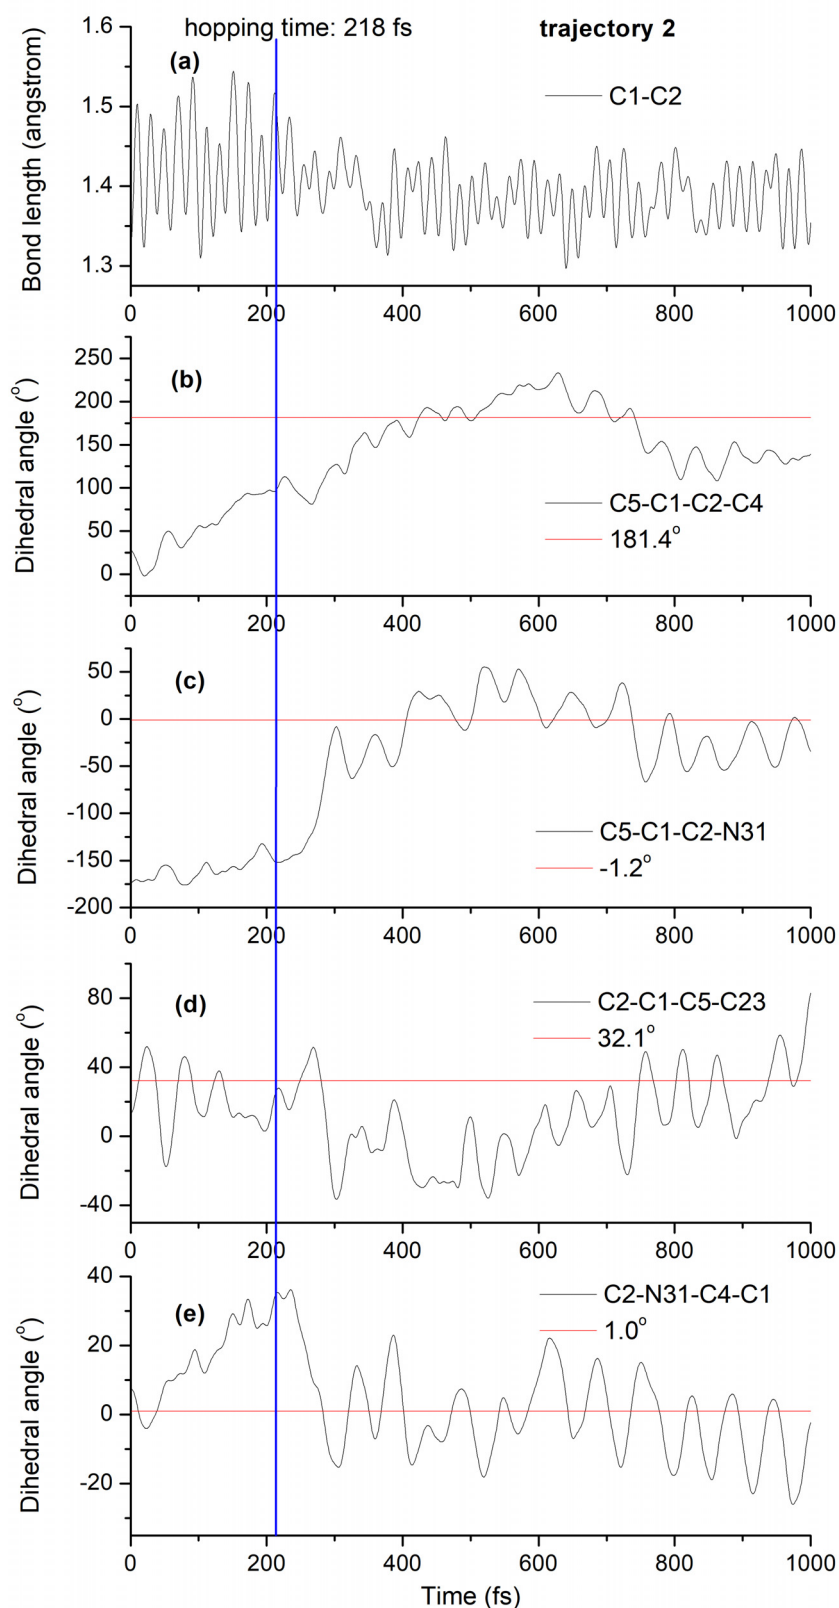 hopping time: 218 fs trajectory 2
1.6
(a)
C1-C2
1.5
1.4
1.3
Bond length (angstrom)
0 200 400 600 800 1000
250
(b)
200
150
100
50
0
C5-C1-C2-C4
181.4°
Dihedral angle (°)
0 200 400 600 800 1000
50
(c)
0
-50
-100
-150
-200
C5-C1-C2-N31
-1.2°
Dihedral angle (°)
0 200 400 600 800 1000
80
(d)
C2-C1-C5-C23
32.1°
40
0
-40
Dihedral angle (°)
0 200 400 600 800 1000
40
(e)
C2-N31-C4-C1
1.0°
20
0
-20
Dihedral angle (°)
0 200 400 600 800 1000
Time (fs)